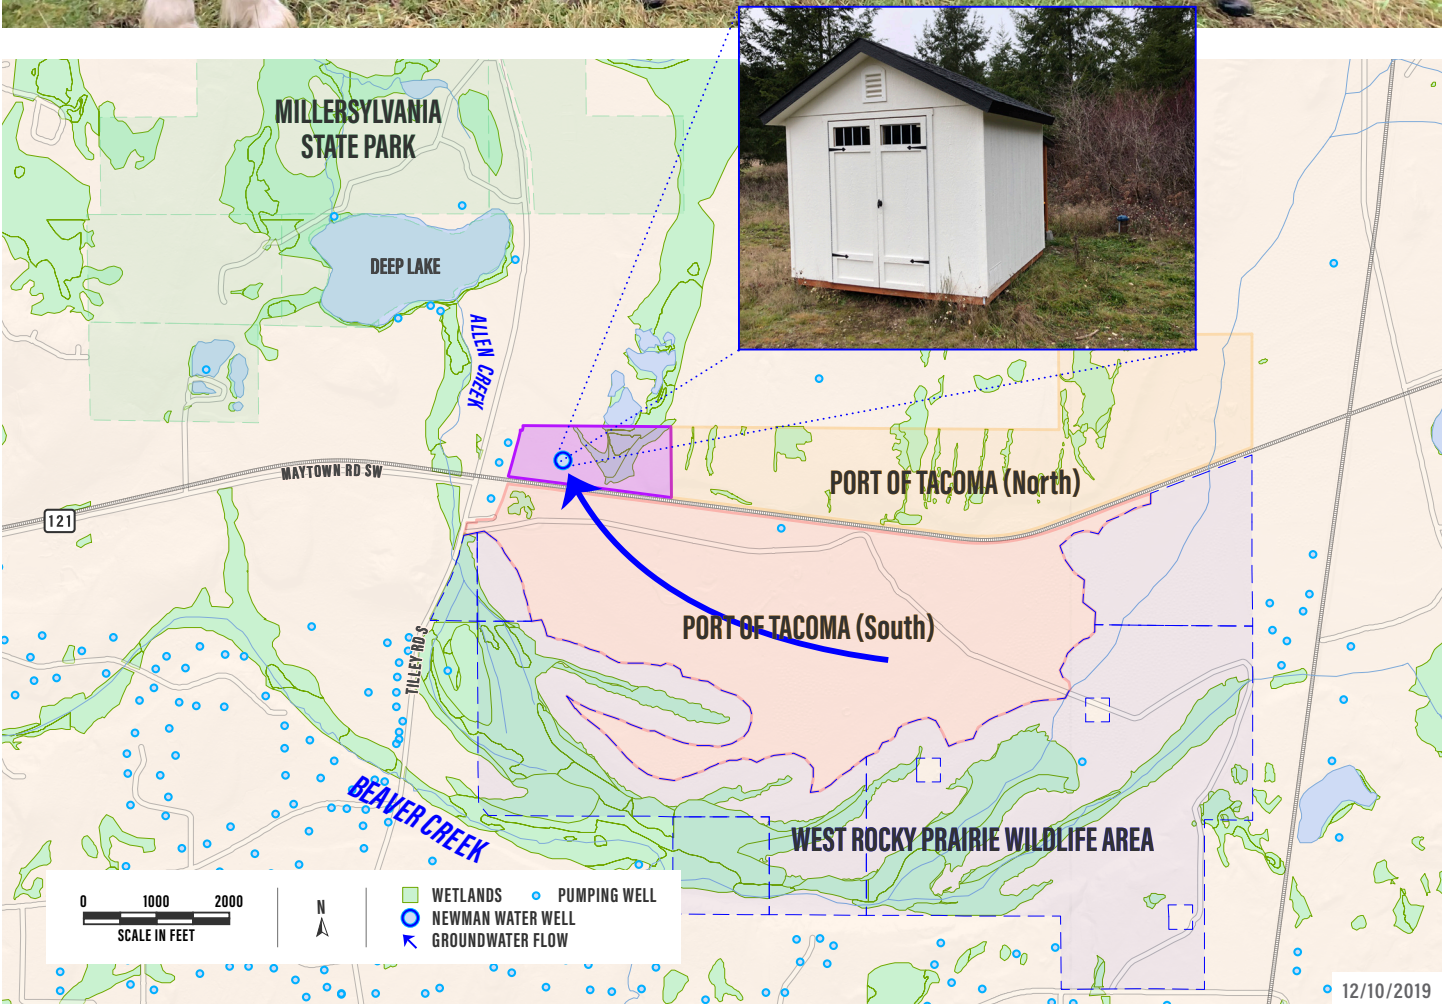 MILLERSYLVANIA
STATE PARK
DEEP LAKE
ALLEN CREEK
MAYTOWN RD SW
121
PORT OF TACOMA (North)
PORT OF TACOMA (South)
TILLEY RD S
BEAVER CREEK
WEST ROCKY PRAIRIE WILDLIFE AREA
0 1000 2000
SCALE IN FEET
N
WETLANDS
PUMPING WELL
NEWMAN WATER WELL
GROUNDWATER FLOW
12/10/2019